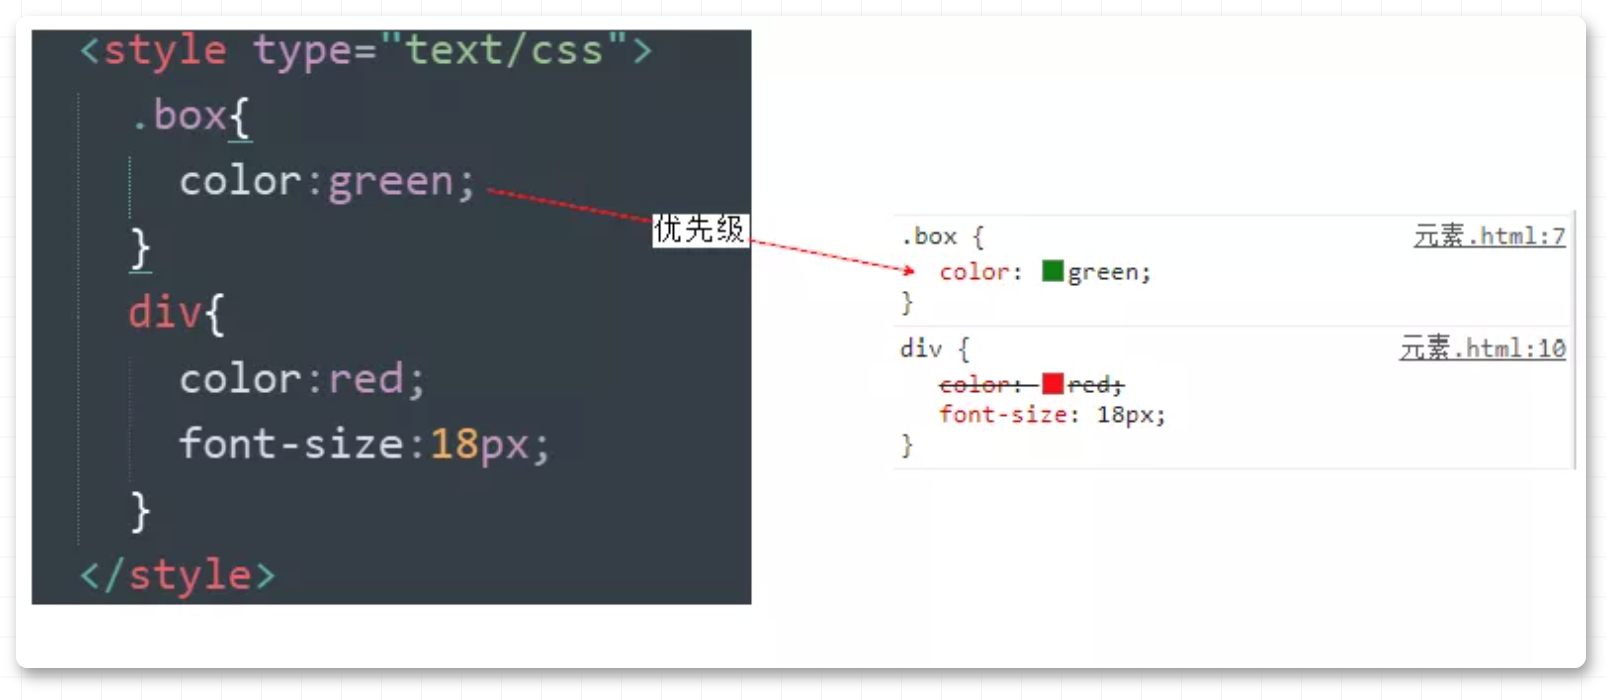 <style type="text/css">
.box{
color:green;
}
div{
color:red;
font-size:18px;
}
</style>
优先级
.box {
元素.html:7
color: green;
}
div {
元素.html:10
color: red;
font-size: 18px;
}